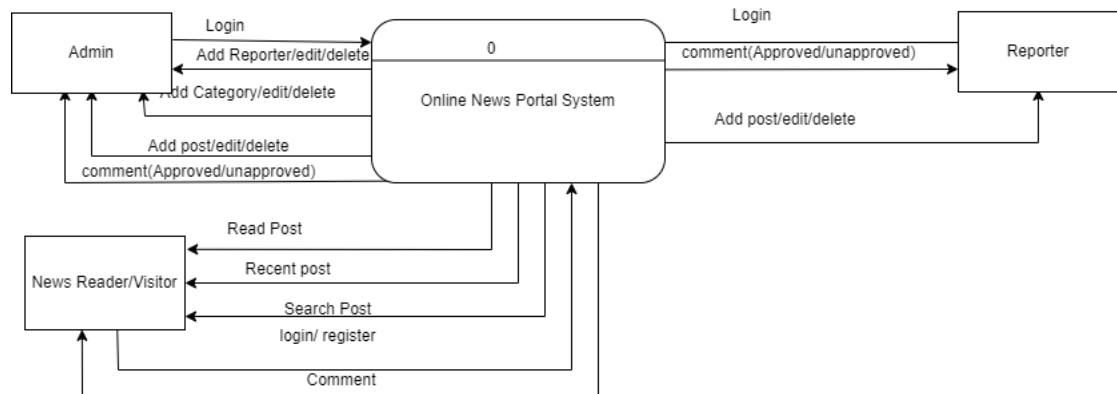 Login
Login
0
Admin
Add Reporter/edit/delete
comment(Approved/unapproved)
Reporter
Add Category/edit/delete
Online News Portal System
Add post/edit/delete
Add post/edit/delete
comment(Approved/unapproved)
Read Post
Recent post
News Reader/Visitor
Search Post
login/ register
Comment